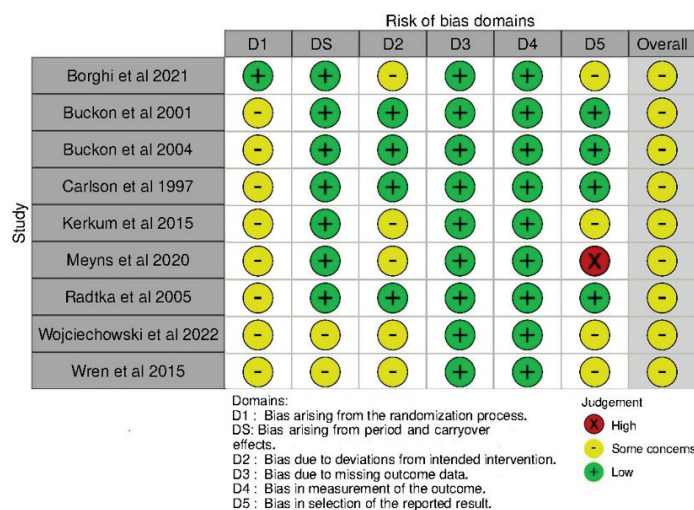 Risk of bias domains
D1 DS D2 D3 D4 D5 Overall
Study
Borghi et al 2021 + + - + + - -
Buckon et al 2001 - + + + + + -
Buckon et al 2004 - + + + + + -
Carlson et al 1997 - + + + + + -
Kerkum et al 2015 - + - + + - -
Meyns et al 2020 - + - + + X -
Radtka et al 2005 - + + + + + -
Wojciechowski et al 2022 - - - + + - -
Wren et al 2015 - - - + + - -
Domains:
D1 : Bias arising from the randomization process.
DS: Bias arising from period and carryover
effects.
D2 : Bias due to deviations from intended intervention.
D3 : Bias due to missing outcome data.
D4 : Bias in measurement of the outcome.
D5 : Bias in selection of the reported result.
Judgement
X High
- Some concerns
+ Low